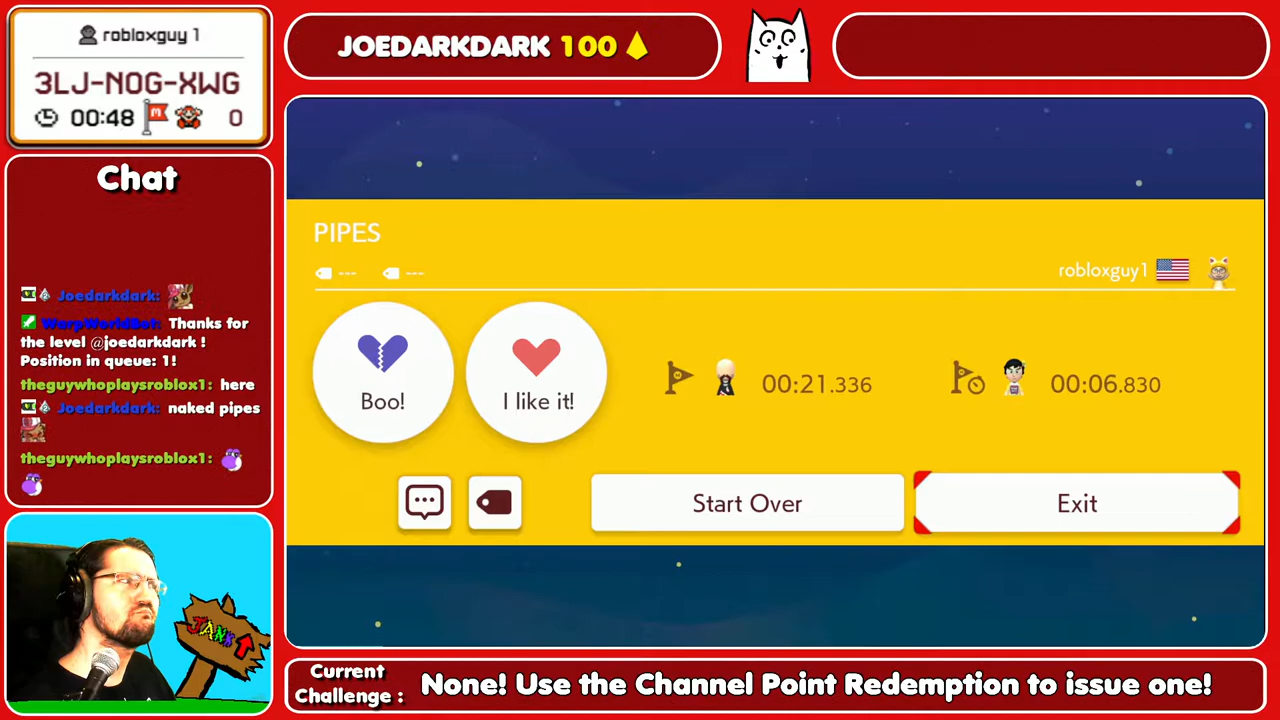 robloxguy 1
3LJ-NOG-XWG
00:48
0
JOEDARKDARK 100
Chat
Joedarkdark:
WarpWorldBot: Thanks for
the level @joedarkdark !
Position in queue: 1!
theguywhoplaysroblox1: here
Joedarkdark: naked pipes
theguywhoplaysroblox1:
PIPES
--- ---
robloxguy1
Boo!
I like it!
00:21.336
00:06.830
Start Over
Exit
JANK
Current
Challenge :
None! Use the Channel Point Redemption to issue one!